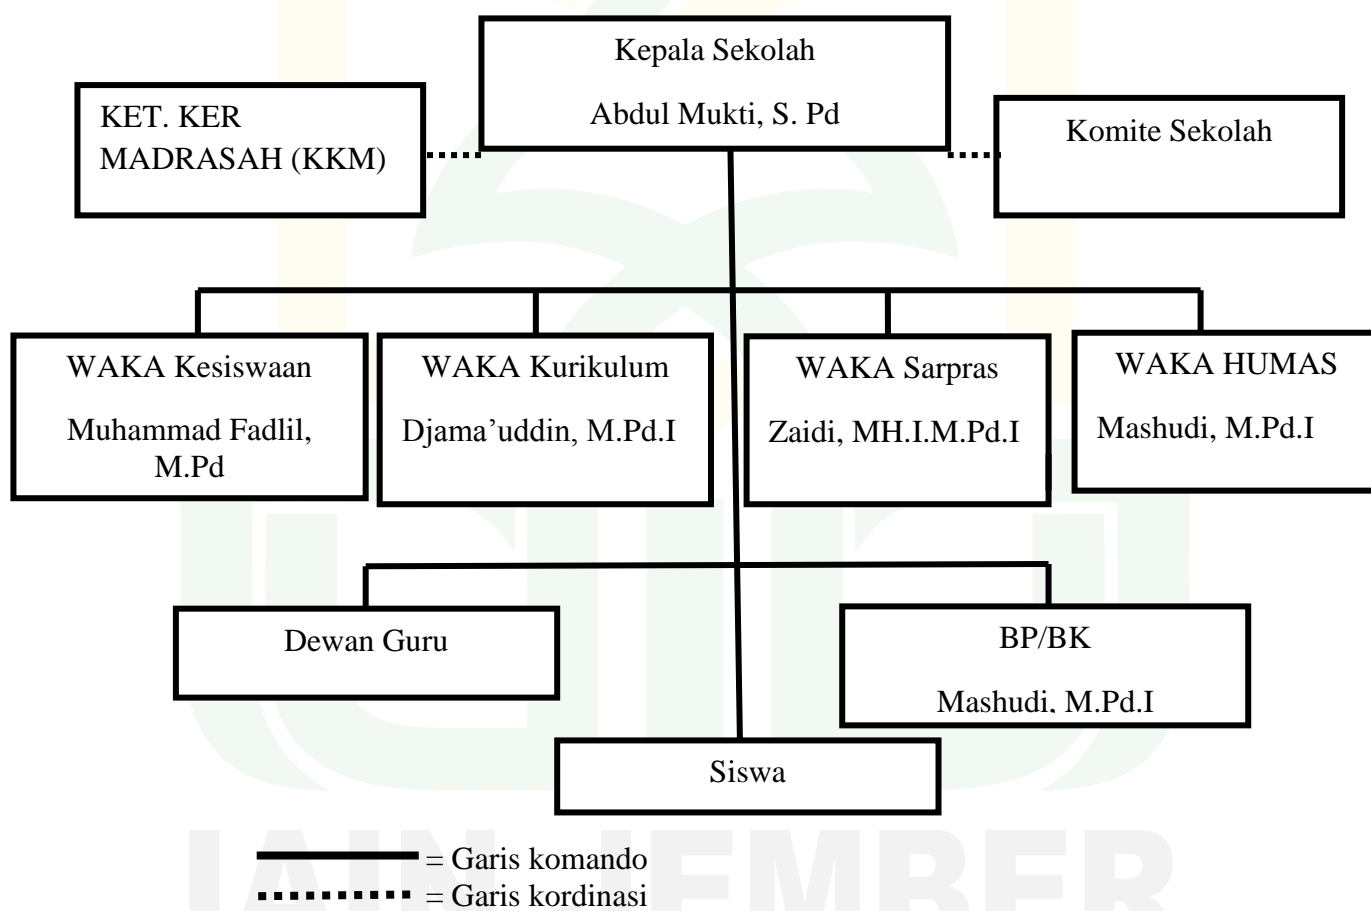 Kepala Sekolah
Abdul Mukti, S. Pd
KET. KER
MADRASAH (KKM)
Komite Sekolah
WAKA Kesiswaan
Muhammad Fadlil,
M.Pd
WAKA Kurikulum
Djama’uddin, M.Pd.I
WAKA Sarpras
Zaidi, MH.I.M.Pd.I
WAKA HUMAS
Mashudi, M.Pd.I
Dewan Guru
BP/BK
Mashudi, M.Pd.I
Siswa
= Garis komando
= Garis kordinasi
IAIN JEMBER